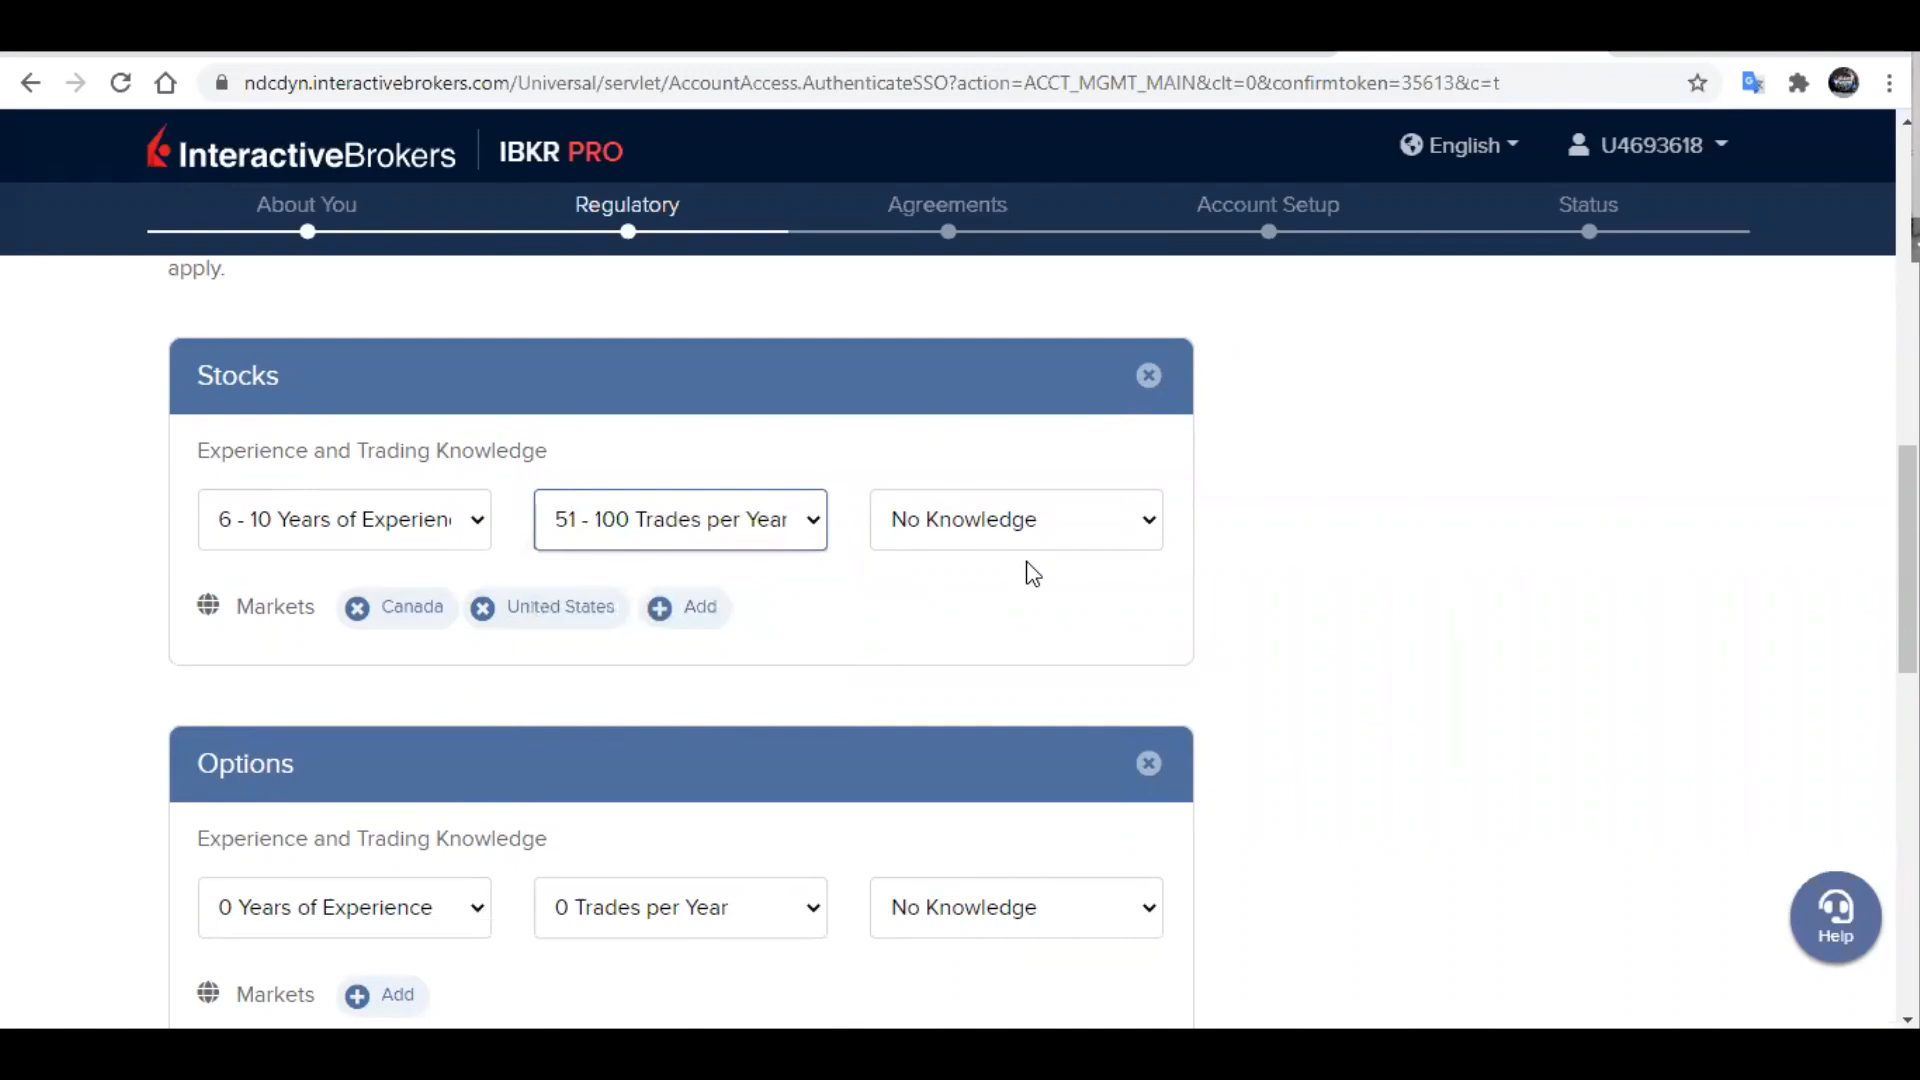 ndcdyn.interactivebrokers.com/Universal/servlet/AccountAccess.AuthenticateSSO?action=ACCT_MGMT_MAIN&clt=0&confirmtoken=35613&c=t
InteractiveBrokers IBKR PRO English U4693618
About You Regulatory Agreements Account Setup Status
apply.
Stocks
Experience and Trading Knowledge
6 - 10 Years of Experien 51 - 100 Trades per Year No Knowledge
Markets Canada United States Add
Options
Experience and Trading Knowledge
0 Years of Experience 0 Trades per Year No Knowledge
Help
Markets Add